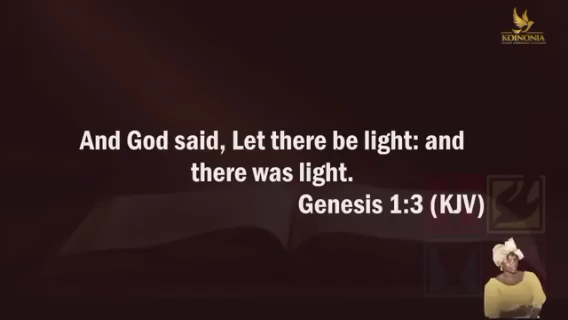 KOINONIA
And God said, Let there be light: and
there was light.
Genesis 1:3 (KJV)